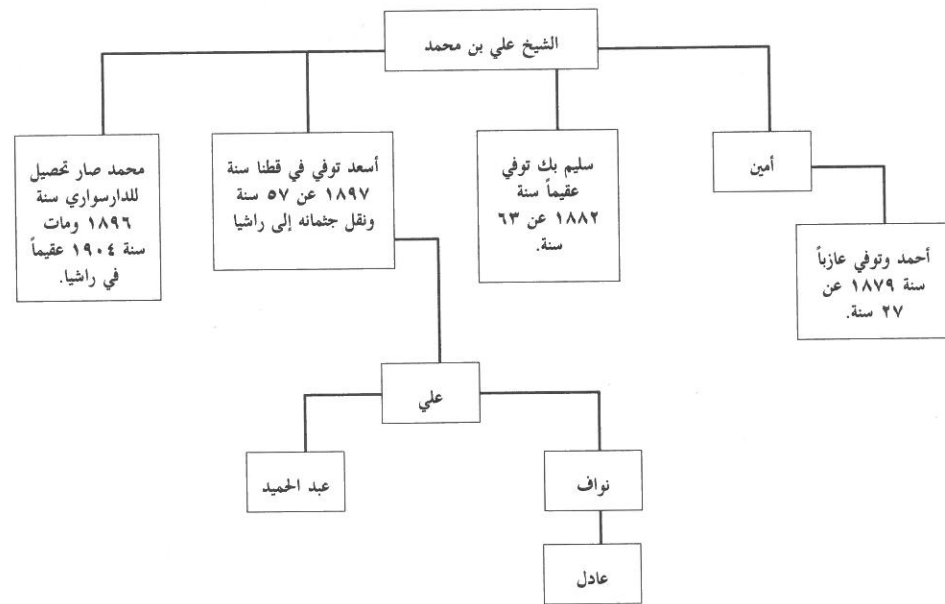 الشيخ علي بن محمد
أمين
أحمد وتوفي عازباً
سنة ١٨٧٩ عن
٢٧ سنة.
سليم بك توفي
عقيماً سنة
١٨٨٢ عن ٦٣
سنة.
أسعد توفي في قطنا سنة
١٨٩٧ عن ٥٧ سنة
ونقل جثمانه إلى راشيا
محمد صار تحصيل
للدارسواري سنة
١٨٩٦ ومات
سنة ١٩٠٤ عقيماً
في راشيا.
علي
نواف
عبد الحميد
عادل